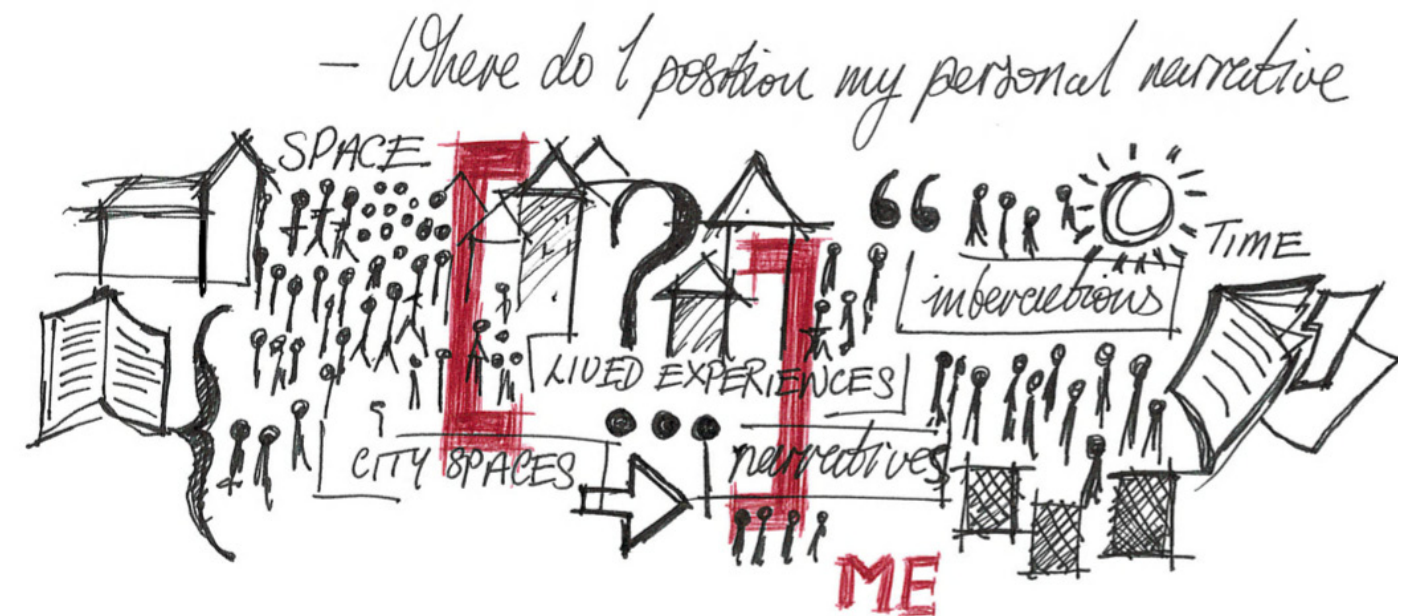 – Where do I position my personal narrative
SPACE
TIME
interactions
LIVED EXPERIENCES
CITY SPACES
narratives
ME